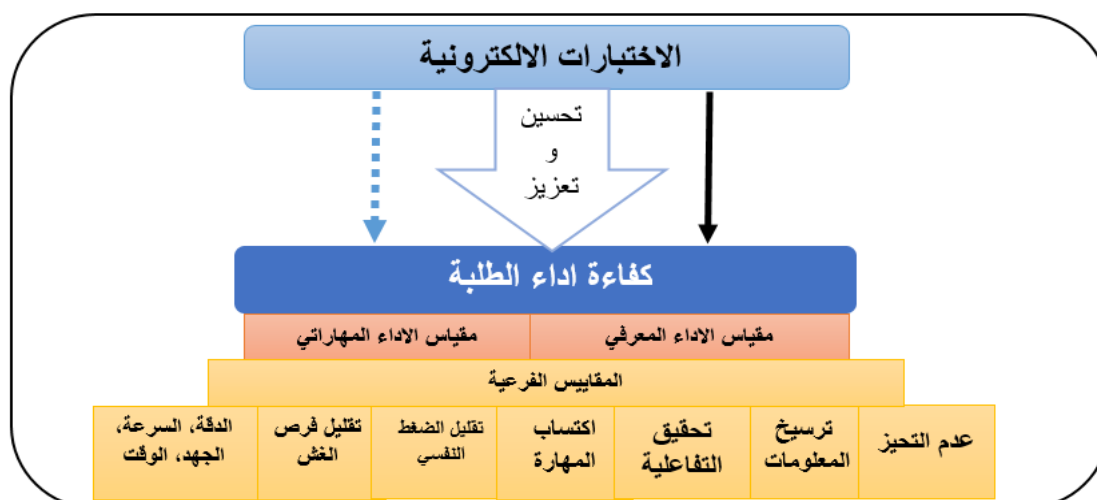 الاختبارات الالكترونية
تحسين
و
تعزيز
كفاءة اداء الطلبة
مقياس الاداء المعرفي
مقياس الاداء المهاراتي
المقاييس الفرعية
عدم التحيز
ترسيخ
المعلومات
تحقيق
التفاعلية
اكتساب
المهارة
تقليل الضغط
النفسي
تقليل فرص
الغش
الدقة، السرعة،
الجهد، الوقت